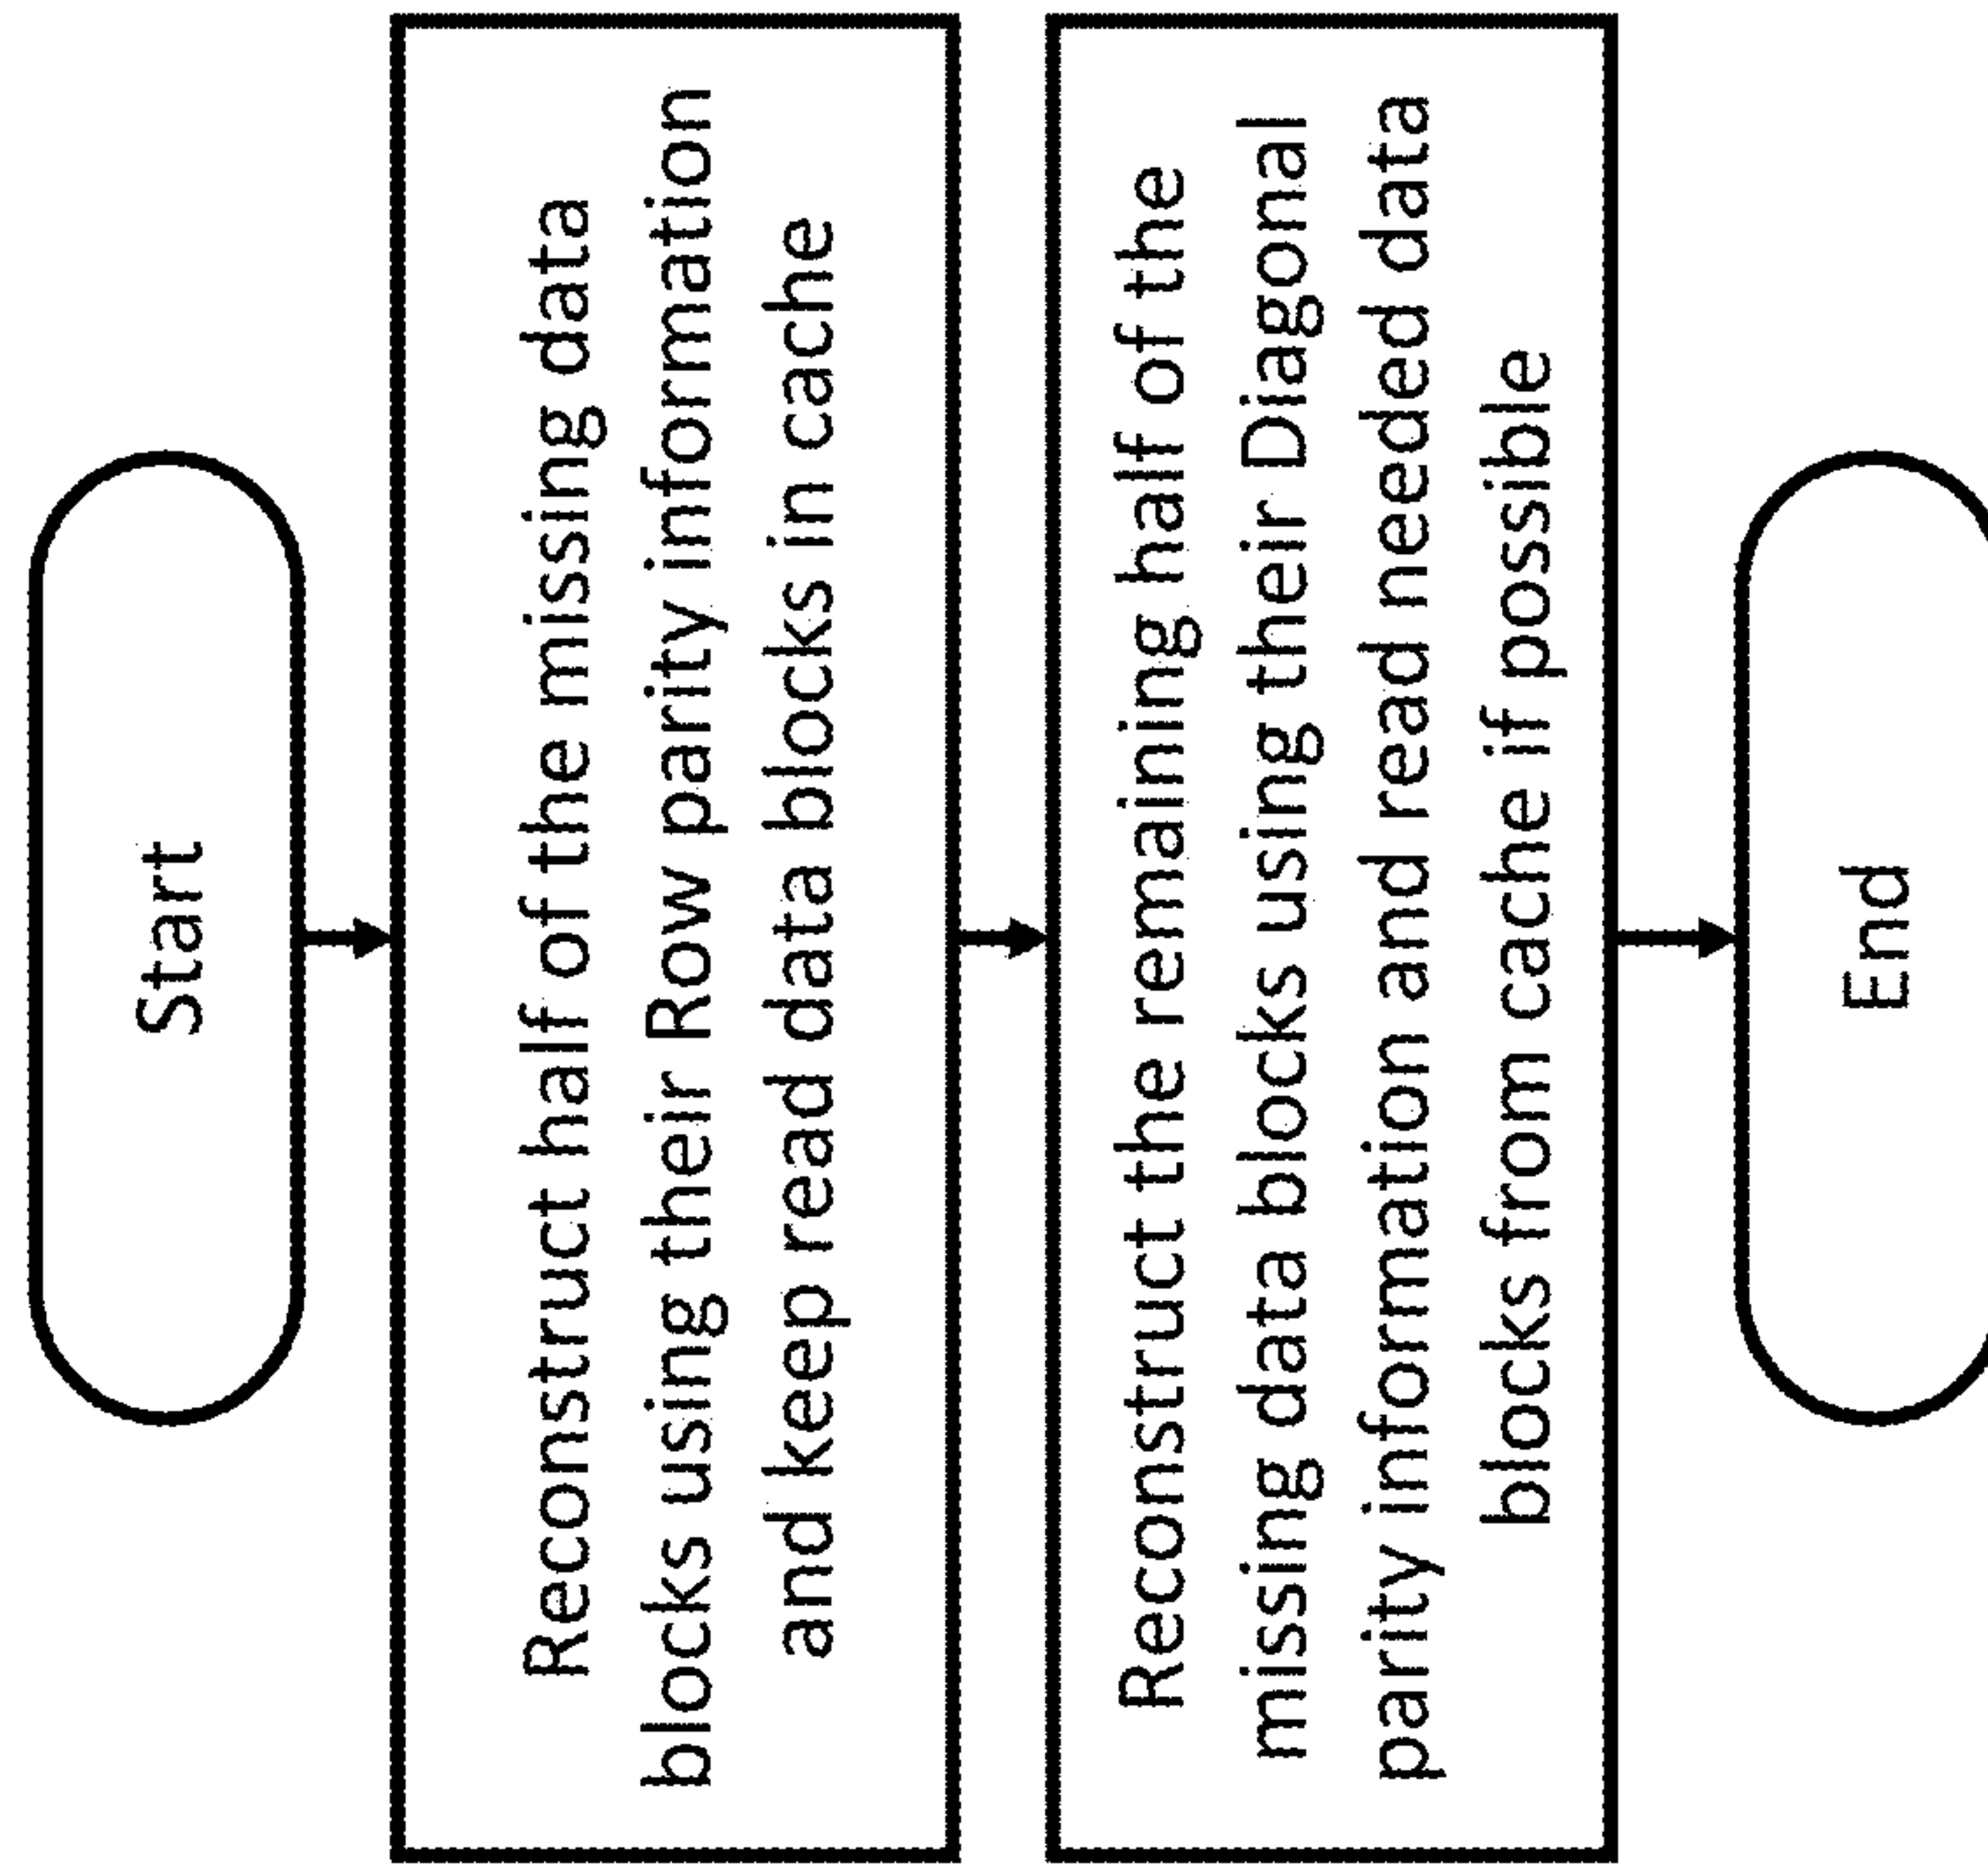 Start
Reconstruct half of the missing data
blocks using their Row parity information
and keep read data blocks in cache
Reconstruct the remaining half of the
missing data blocks using their Diagonal
parity information and read needed data
blocks from cache if possible
End